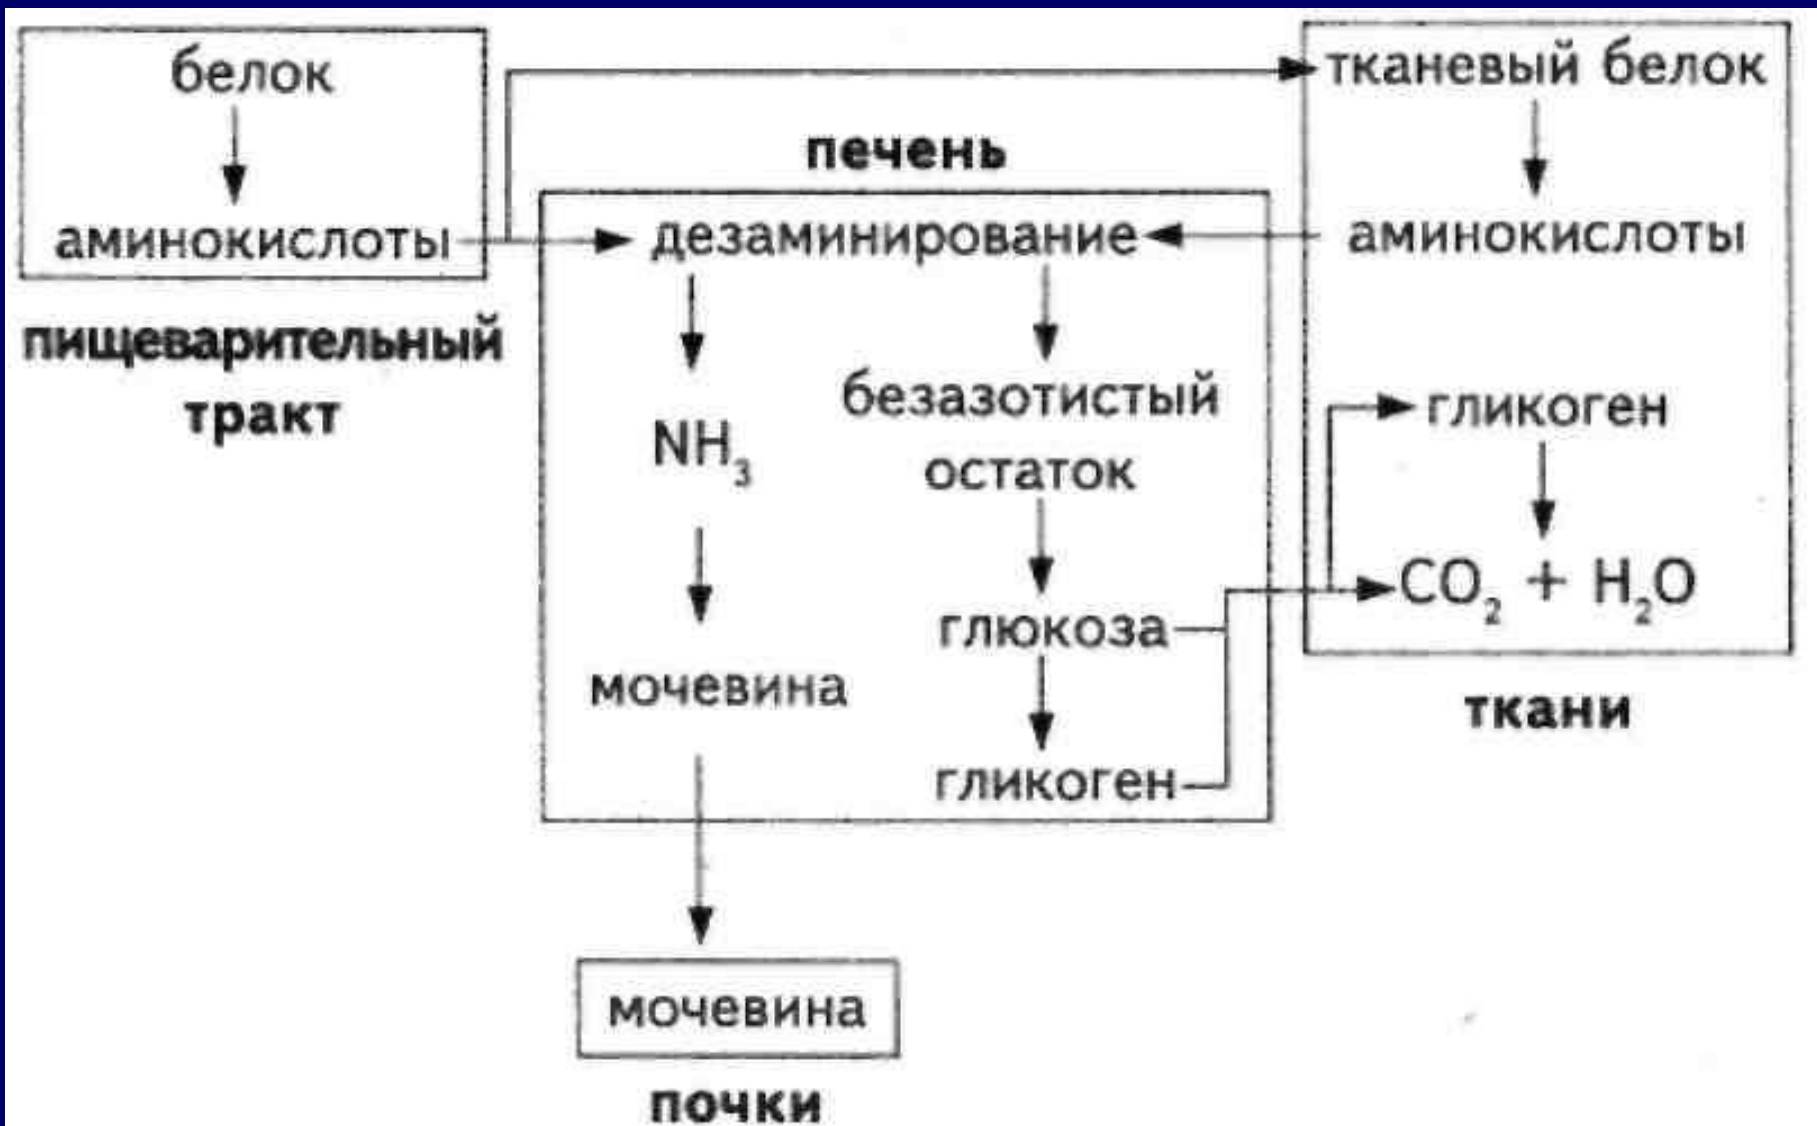 белок
аминокислоты
пищеварительный
тракт
печень
дезаминирование
NH₃
мочевина
безазотистый
остаток
глюкоза
гликоген
тканевый белок
аминокислоты
гликоген
CO₂ + H₂O
ткани
мочевина
почки